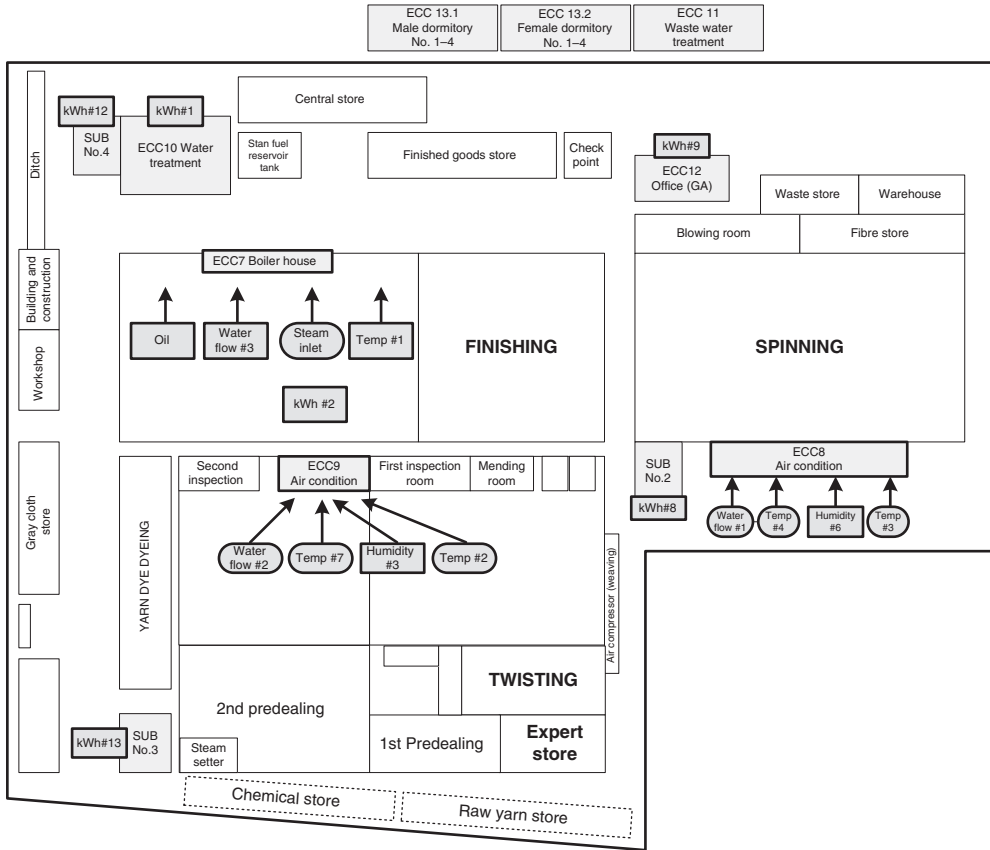 ECC 13.1
Male dormitory
No. 1–4
ECC 13.2
Female dormitory
No. 1–4
ECC 11
Waste water
treatment
kWh#12
kWh#1
SUB
No.4
ECC10 Water
treatment
Central store
Stan fuel
reservoir
tank
Finished goods store
Check
point
kWh#9
ECC12
Office (GA)
Waste store
Warehouse
Blowing room
Fibre store
Ditch
Building and
construction
Workshop
ECC7 Boiler house
Oil
Water
flow #3
Steam
inlet
Temp #1
kWh #2
FINISHING
SPINNING
Gray cloth
store
YARN DYE DYEING
Second
inspection
ECC9
Air condition
First inspection
room
Mending
room
Water
flow #2
Temp #7
Humidity
#3
Temp #2
SUB
No.2
kWh#8
ECC8
Air condition
Water
flow #1
Temp
#4
Humidity
#6
Temp
#3
Air compressor (weaving)
2nd predealing
TWISTING
1st Predealing
Expert
store
kWh#13
SUB
No.3
Steam
setter
Chemical store
Raw yarn store